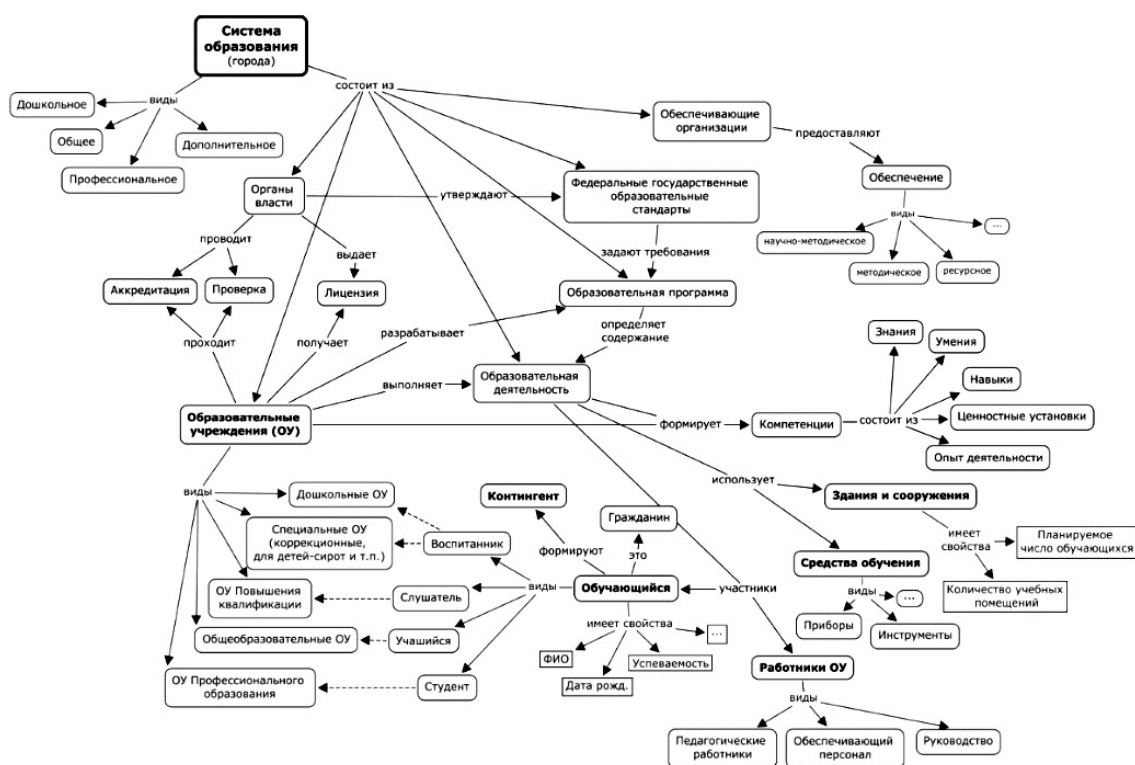 Система
образования
(города)
состоит из
виды
Дошкольное
Общее
Дополнительное
Профессиональное
Обеспечивающие
организации
предоставляют
Обеспечение
виды
научно-методическое
методическое
ресурсное
...
Органы
власти
утверждают
Федеральные государственные
образовательные
стандарты
проводит
выдает
задают требования
Аккредитация
Проверка
Лицензия
Образовательная программа
проходит
получает
разрабатывает
определяет
содержание
выполняет
Образовательная
деятельность
Образовательные
учреждения (ОУ)
формирует
Компетенции
состоит из
Знания
Умения
Навыки
Ценностные установки
Опыт деятельности
виды
Дошкольные ОУ
Специальные ОУ
(коррекционные,
для детей-сирот и т.п.)
ОУ Повышения
квалификации
Общеобразовательные ОУ
ОУ Профессионального
образования
Воспитанник
Слушатель
Учашийся
Студент
виды
Контингент
формируют
Гражданин
это
Обучающийся
участники
имеет свойства
ФИО
Дата рожд.
Успеваемость
...
использует
Здания и сооружения
имеет
свойства
Планируемое
число обучающихся
Количество учебных
помещений
Средства обучения
виды
...
Приборы
Инструменты
Работники ОУ
виды
Педагогические
работники
Обеспечивающий
персонал
Руководство